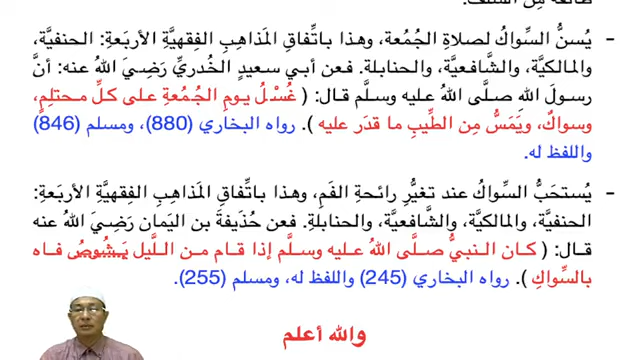 طائفة مِن السَّلَف.
- يُسنُّ السِّواكُ لصلاةِ الجُمُعة، وهذا باتِّفاقِ المَذاهِبِ الفِقهيَّةِ الأربَعةِ: الحنفيَّة،
والمالكيَّة، والشَّافعيَّة، والحنابلة. فعن أبي سعيدٍ الخُدريِّ رَضِيَ اللهُ عنه: أنَّ
رسولَ الله صلَّى اللهُ عليه وسلَّم قال: ( غُسْلُ يومِ الجُمُعةِ على كلِّ محتلِمٍ،
وسواكٌ، ويَمَسُّ مِن الطِّيبِ ما قدَر عليه ). رواه البخاري (880)، ومسلم (846)
واللفظ له.
- يُستحَبُّ السِّواكُ عند تغيُّرِ رائحةِ الفَمِ، وهذا باتِّفاقِ المَذاهِبِ الفِقهيَّةِ الأربَعةِ:
الحنفيَّة، والمالكيَّة، والشَّافعيَّة، والحنابلةِ. فعن حُذَيفةَ بن اليَمان رَضِيَ اللهُ عنه
قال: ( كان النبيُّ صلَّى اللهُ عليه وسلَّم إذا قام من اللَّيل يَشُوصُ فاه
بالسِّواكِ ). رواه البخاري (245) واللفظ له، ومسلم (255).
والله أعلم